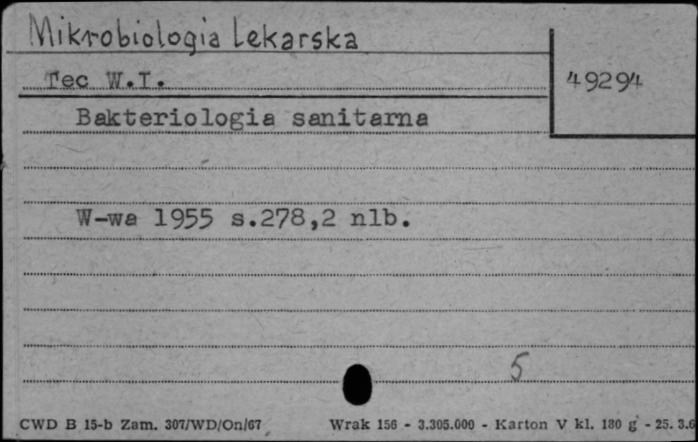 Mikrobiologia Lekarska
49294
Tec W.I.
Bakteriologia sanitarna
W-wa 1955 s.278,2 nlb.
5
CWD B 15-b Zam. 307/WD/On/67 Wrak 156 - 3.305.000 - Karton V kl. 180 g - 25. 3.